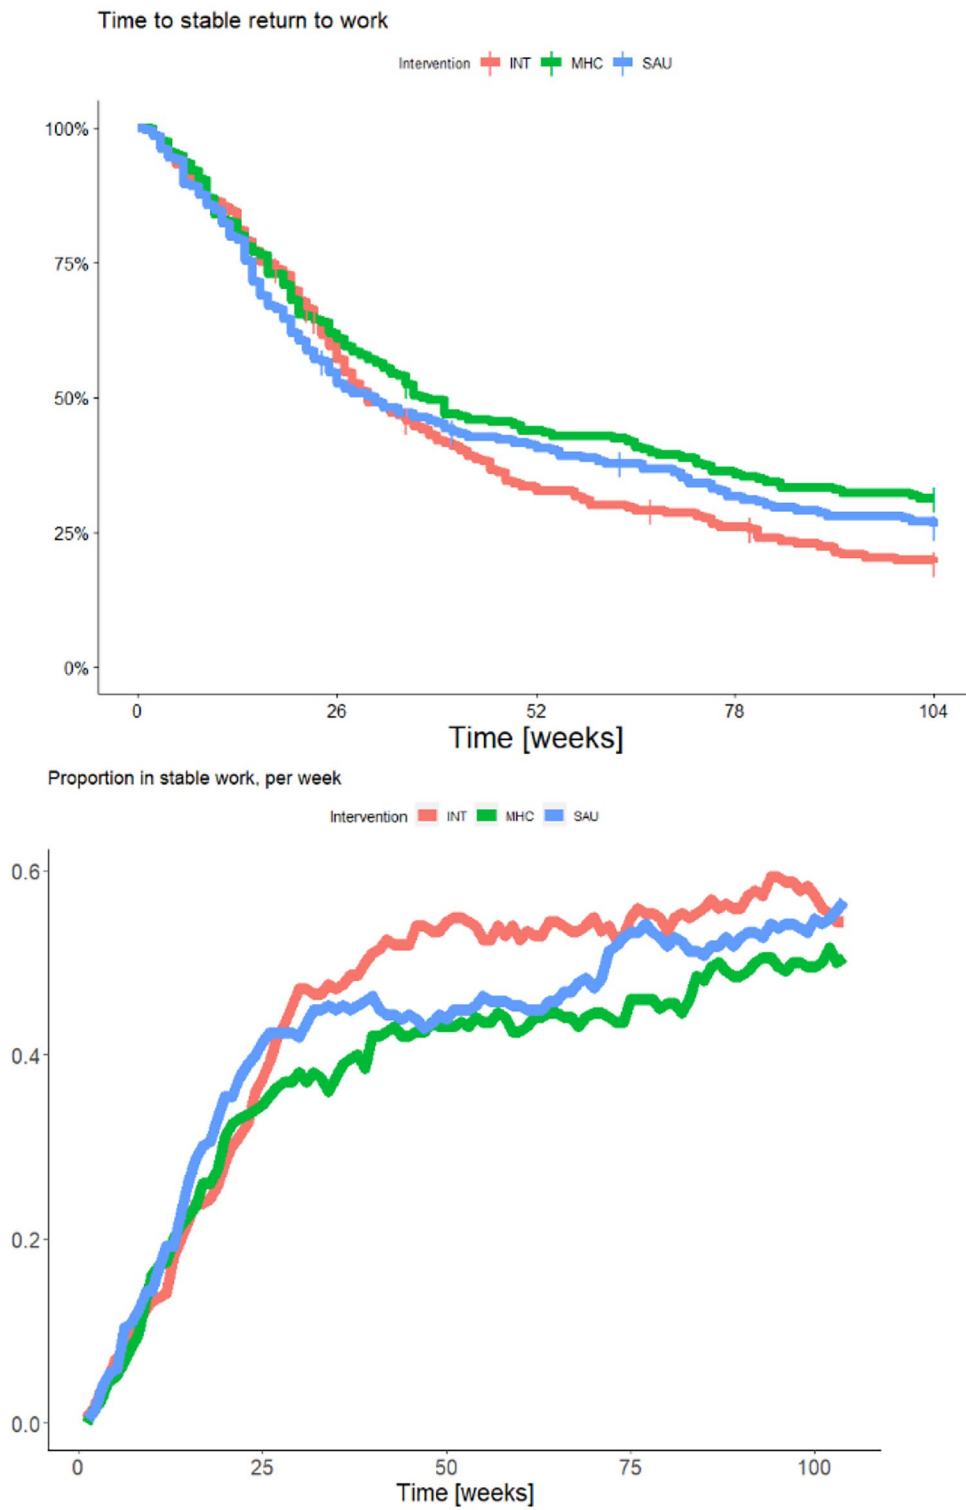 Time to stable return to work
Intervention INT MHC SAU
100%
75%
50%
25%
0%
0 26 52 78 104
Time [weeks]
Proportion in stable work, per week
Intervention INT MHC SAU
0.6
0.4
0.2
0.0
0 25 50 75 100
Time [weeks]